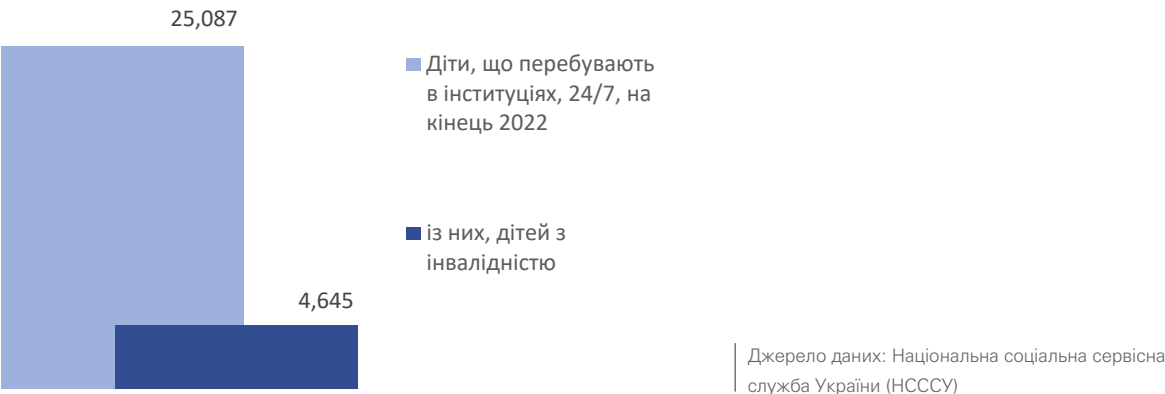 25,087
Діти, що перебувають
в інституціях, 24/7, на
кінець 2022
із них, дітей з
інвалідністю
4,645
Джерело даних: Національна соціальна сервісна
служба України (НСССУ)